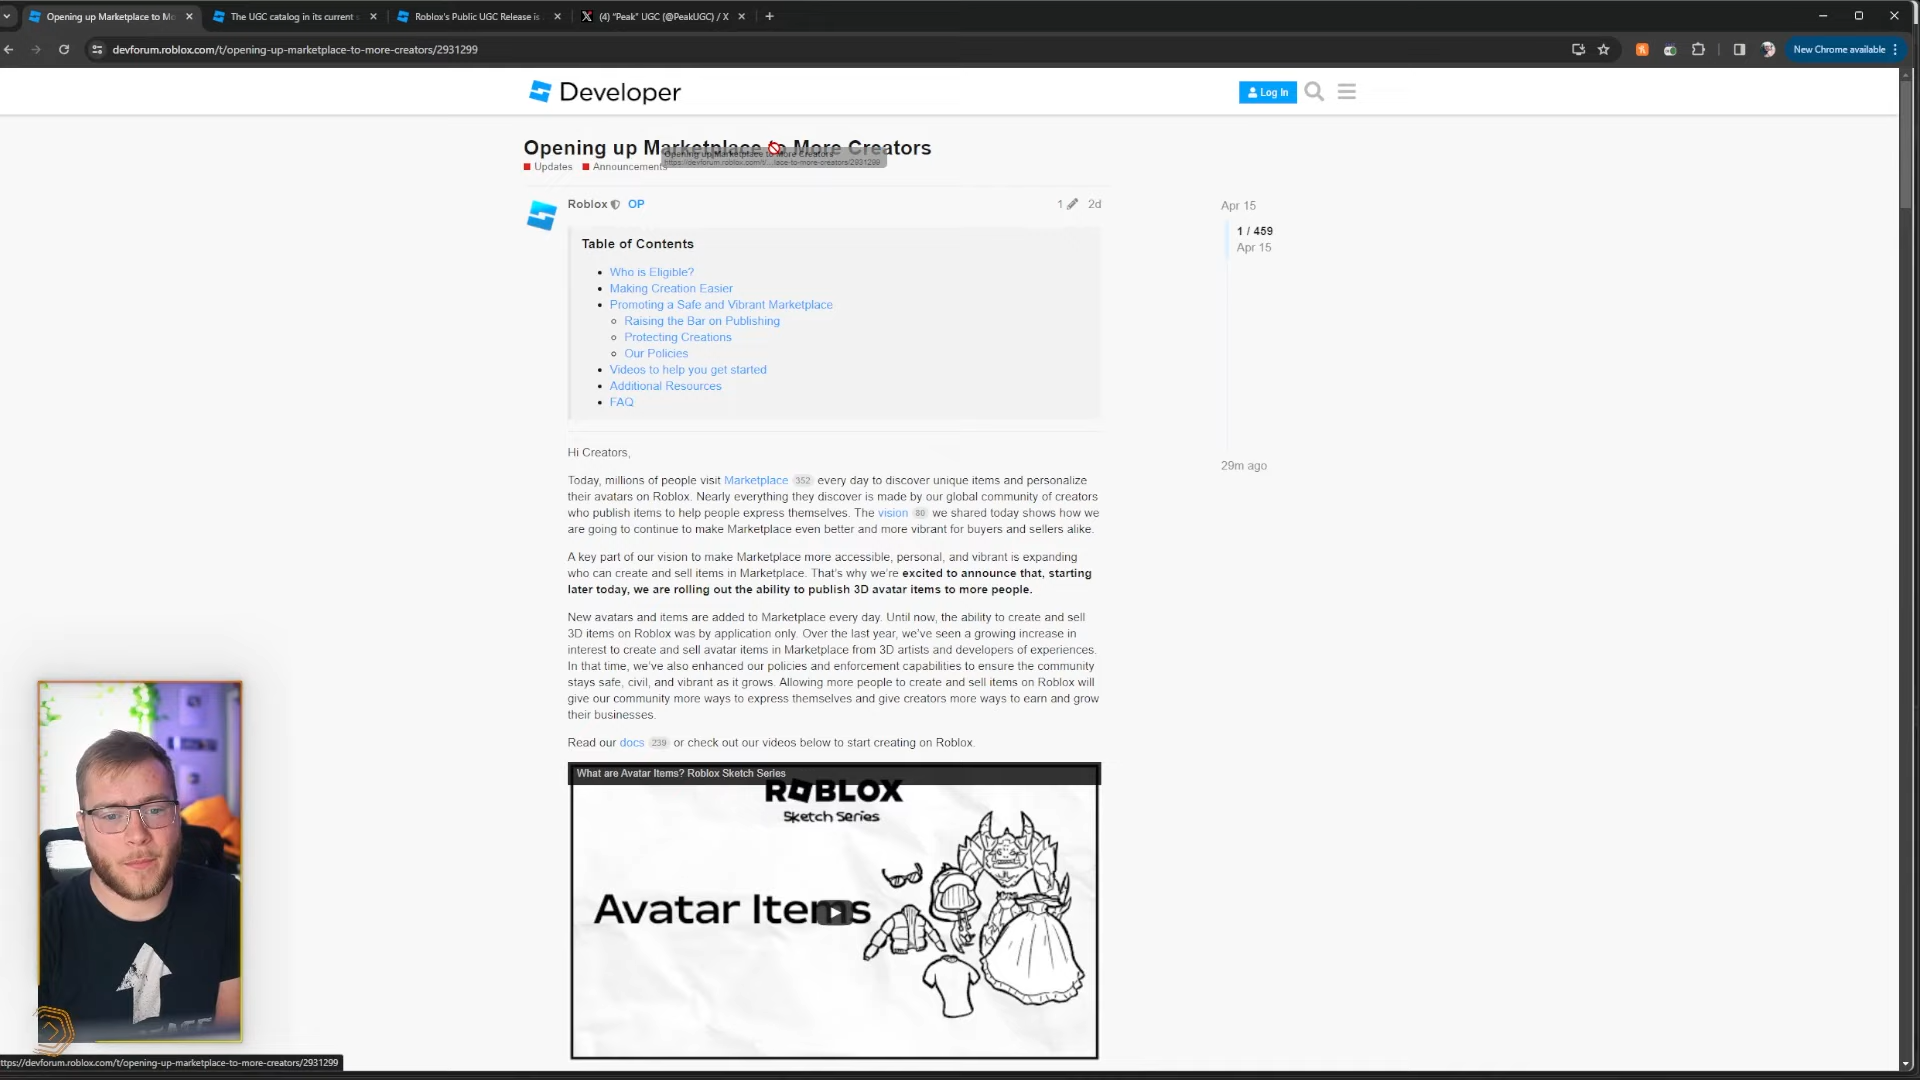 Opening up Marketplace to Mo
The UGC catalog in its current s
Roblox's Public UGC Release is
(4) "Peak" UGC (@PeakUGC) / X
devforum.roblox.com/t/opening-up-marketplace-to-more-creators/2931299
New Chrome available
Developer
Log In
Opening up Marketplace to More Creators
Opening up Marketplace to More Creators
https://devforum.roblox.com/t/...lace-to-more-creators/2931299
Updates Announcements
Roblox OP
1 2d
Apr 15
1 / 459
Apr 15
29m ago
Table of Contents
Who is Eligible?
Making Creation Easier
Promoting a Safe and Vibrant Marketplace
Raising the Bar on Publishing
Protecting Creations
Our Policies
Videos to help you get started
Additional Resources
FAQ
Hi Creators,
Today, millions of people visit Marketplace 352 every day to discover unique items and personalize
their avatars on Roblox. Nearly everything they discover is made by our global community of creators
who publish items to help people express themselves. The vision 80 we shared today shows how we
are going to continue to make Marketplace even better and more vibrant for buyers and sellers alike.
A key part of our vision to make Marketplace more accessible, personal, and vibrant is expanding
who can create and sell items in Marketplace. That's why we're excited to announce that, starting
later today, we are rolling out the ability to publish 3D avatar items to more people.
New avatars and items are added to Marketplace every day. Until now, the ability to create and sell
3D items on Roblox was by application only. Over the last year, we've seen a growing increase in
interest to create and sell avatar items in Marketplace from 3D artists and developers of experiences.
In that time, we've also enhanced our policies and enforcement capabilities to ensure the community
stays safe, civil, and vibrant as it grows. Allowing more people to create and sell items on Roblox will
give our community more ways to express themselves and give creators more ways to earn and grow
their businesses.
Read our docs 239 or check out our videos below to start creating on Roblox.
What are Avatar Items? Roblox Sketch Series
ROBLOX
Sketch Series
Avatar Items
ttps://devforum.roblox.com/t/opening-up-marketplace-to-more-creators/2931299